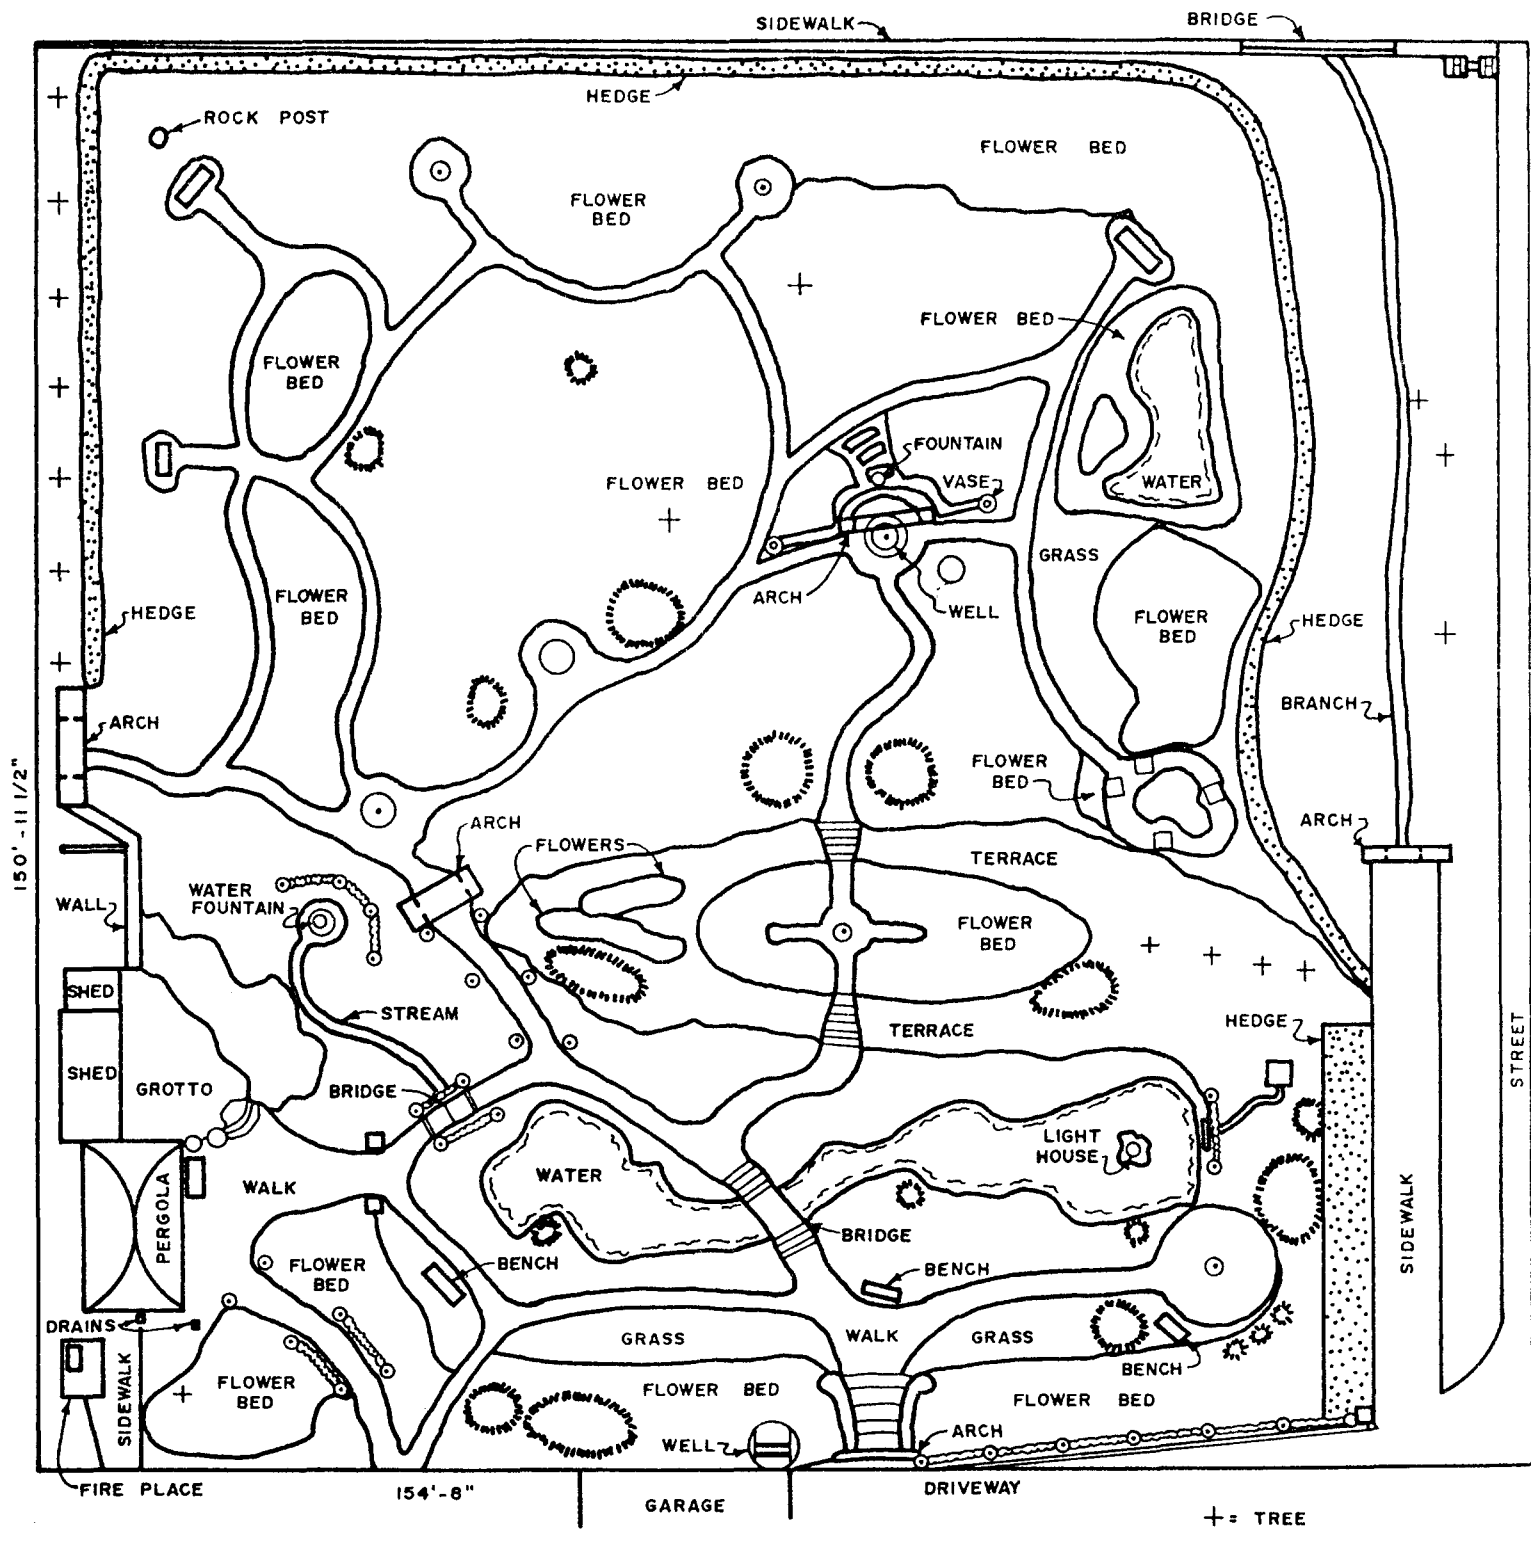 SIDEWALK
BRIDGE
HEDGE
ROCK POST
FLOWER BED
FLOWER
BED
FLOWER BED
FLOWER
BED
FOUNTAIN
VASE
FLOWER BED
WATER
GRASS
ARCH
WELL
FLOWER
BED
HEDGE
FLOWER
BED
HEDGE
BRANCH
ARCH
150'-11 1/2"
FLOWER
BED
ARCH
ARCH
FLOWERS
TERRACE
WATER
FOUNTAIN
WALL
FLOWER
BED
SHED
STREAM
TERRACE
HEDGE
STREET
SHED
GROTTO
BRIDGE
LIGHT
HOUSE
WATER
WALK
PERGOLA
SIDEWALK
BRIDGE
BENCH
BENCH
FLOWER
BED
DRAINS
GRASS
WALK
GRASS
BENCH
SIDEWALK
FLOWER
BED
FLOWER BED
FLOWER BED
ARCH
WELL
FIRE PLACE
154'-8"
GARAGE
DRIVEWAY
+= TREE